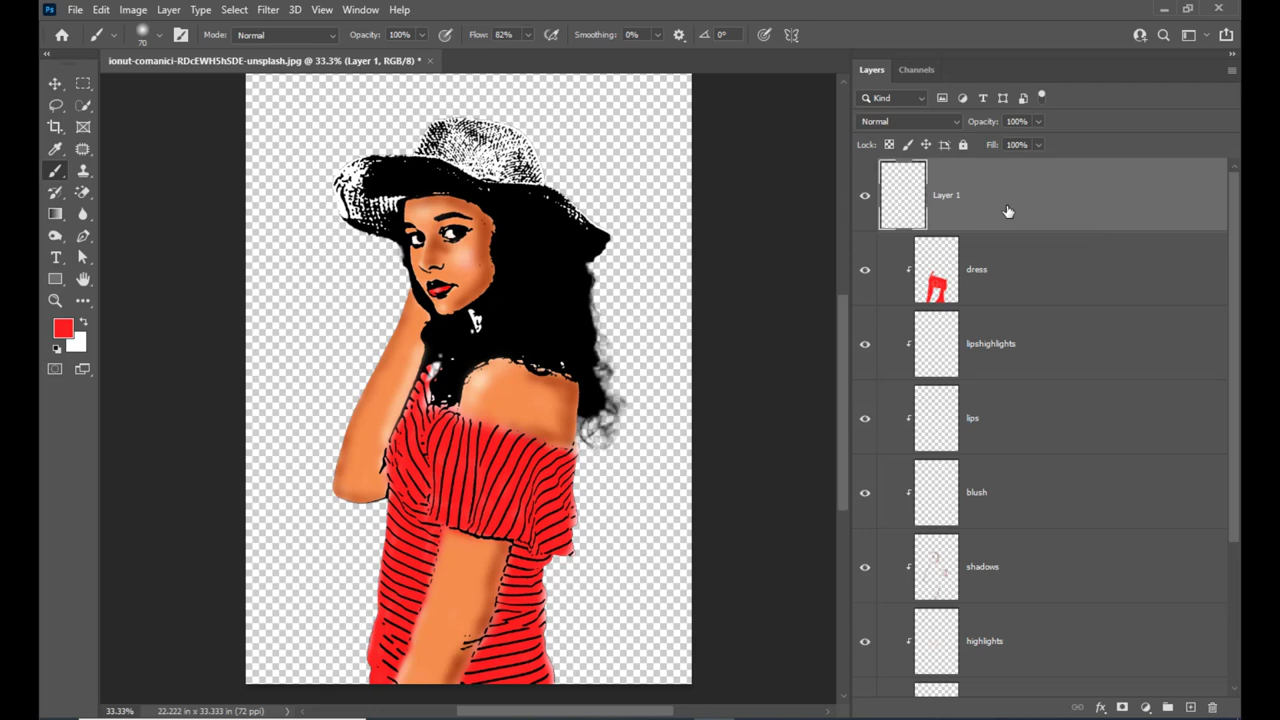 Ps File Edit Image Layer Type Select Filter 3D View Window Help
70 Mode: Normal Opacity: 100% Flow: 82% Smoothing: 0% 0°
ionut-comanici-RDcEWH5hSDE-unsplash.jpg @ 33.3% (Layer 1, RGB/8) *
Layers Channels
Kind
Normal Opacity: 100%
Lock: Fill: 100%
Layer 1
dress
lipshighlights
lips
blush
shadows
highlights
33.33% 22.222 in x 33.333 in (72 ppi)